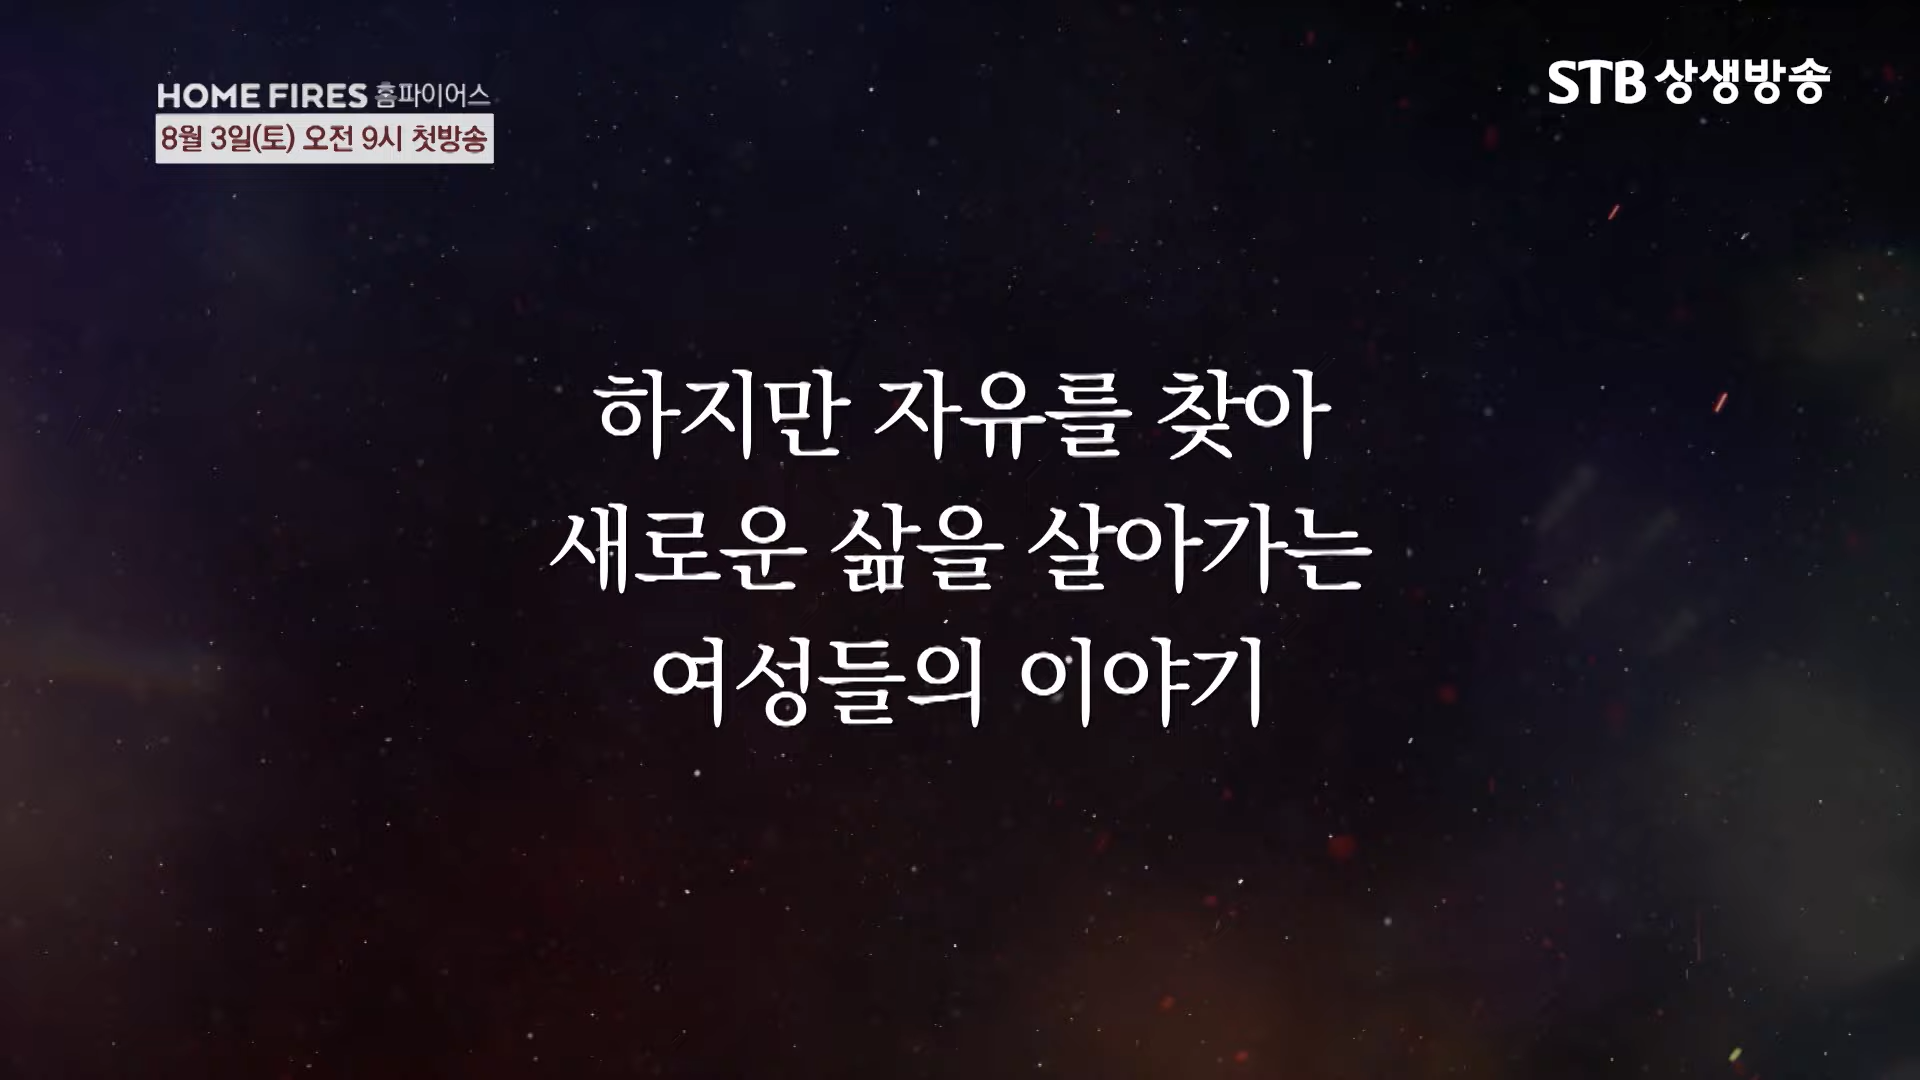 HOME FIRES 홈파이어스
8월 3일(토) 오전 9시 첫방송
STB 상생방송
하지만 자유를 찾아
새로운 삶을 살아가는
여성들의 이야기